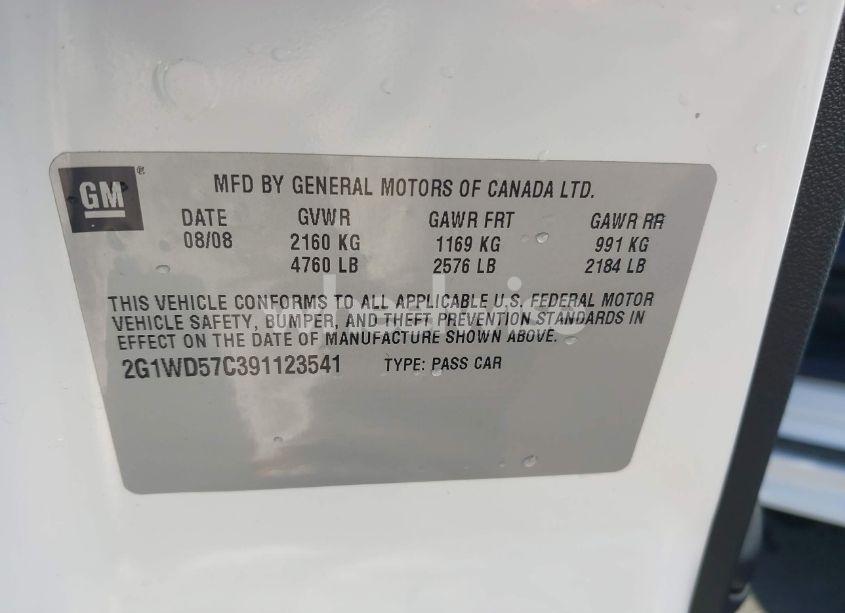 GM®
MFD BY GENERAL MOTORS OF CANADA LTD.
DATE GVWR GAWR FRT GAWR RR
08/08 2160 KG 1169 KG 991 KG
4760 LB 2576 LB 2184 LB
THIS VEHICLE CONFORMS TO ALL APPLICABLE U.S. FEDERAL MOTOR
VEHICLE SAFETY, BUMPER, AND THEFT PREVENTION STANDARDS IN
EFFECT ON THE DATE OF MANUFACTURE SHOWN ABOVE.
2G1WD57C391123541 TYPE: PASS CAR